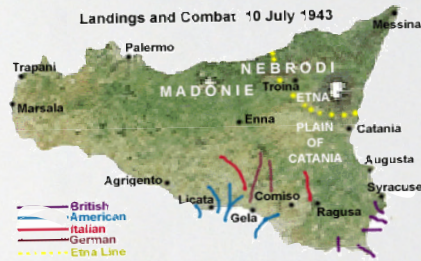 Landings and Combat 10 July 1943
Messina
Palermo
Trapani
NEBRODI
Troina
MADONIE
ETNA
Marsala
Enna
PLAIN
OF
CATANIA
Catania
Augusta
Agrigento
Syracuse
Licata
Comiso
Ragusa
Gela
British
American
Italian
German
Etna Line